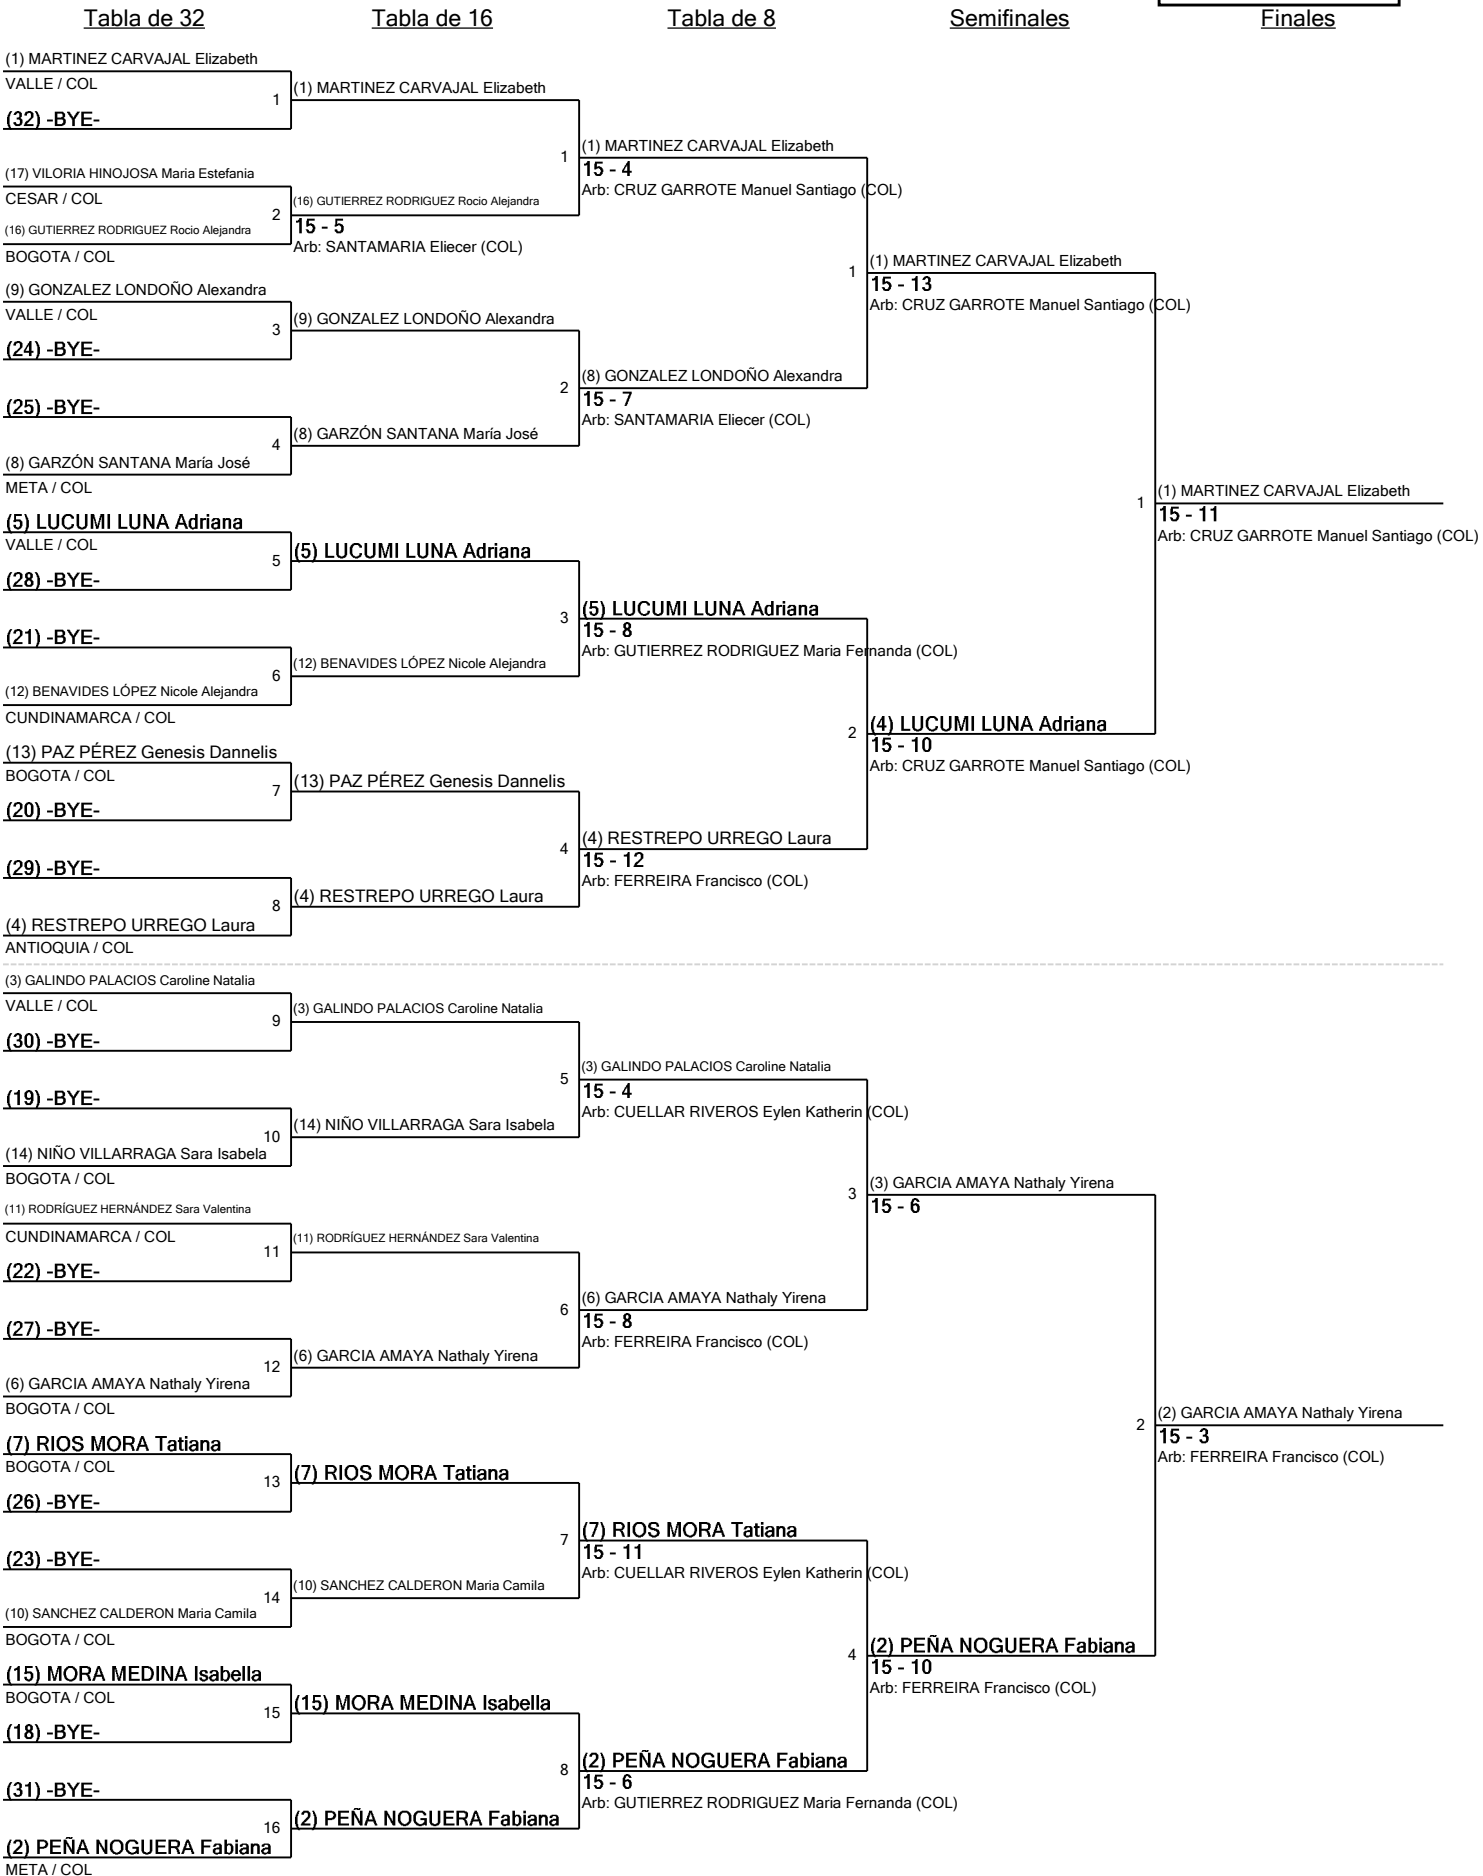 Tabla de 32
Tabla de 16
Tabla de 8
Semifinales
Finales
(1) MARTINEZ CARVAJAL Elizabeth
VALLE / COL
1
(32) -BYE-
(17) VILORIA HINOJOSA Maria Estefania
CESAR / COL
2
(16) GUTIERREZ RODRIGUEZ Rocio Alejandra
BOGOTA / COL
(9) GONZALEZ LONDOÑO Alexandra
VALLE / COL
3
(24) -BYE-
(25) -BYE-
4
(8) GARZÓN SANTANA María José
META / COL
(5) LUCUMI LUNA Adriana
VALLE / COL
5
(28) -BYE-
(21) -BYE-
6
(12) BENAVIDES LÓPEZ Nicole Alejandra
CUNDINAMARCA / COL
(13) PAZ PÉREZ Genesis Dannelis
BOGOTA / COL
7
(20) -BYE-
(29) -BYE-
8
(4) RESTREPO URREGO Laura
ANTIOQUIA / COL
(3) GALINDO PALACIOS Caroline Natalia
VALLE / COL
9
(30) -BYE-
(19) -BYE-
10
(14) NIÑO VILLARRAGA Sara Isabela
BOGOTA / COL
(11) RODRÍGUEZ HERNÁNDEZ Sara Valentina
CUNDINAMARCA / COL
11
(22) -BYE-
(27) -BYE-
12
(6) GARCIA AMAYA Nathaly Yirena
BOGOTA / COL
(7) RIOS MORA Tatiana
BOGOTA / COL
13
(26) -BYE-
(23) -BYE-
14
(10) SANCHEZ CALDERON Maria Camila
BOGOTA / COL
(15) MORA MEDINA Isabella
BOGOTA / COL
15
(18) -BYE-
(31) -BYE-
16
(2) PEÑA NOGUERA Fabiana
META / COL
(1) MARTINEZ CARVAJAL Elizabeth
1
(16) GUTIERREZ RODRIGUEZ Rocio Alejandra
15 - 5
Arb: SANTAMARIA Eliecer (COL)
(9) GONZALEZ LONDOÑO Alexandra
2
(8) GARZÓN SANTANA María José
(5) LUCUMI LUNA Adriana
3
(12) BENAVIDES LÓPEZ Nicole Alejandra
(13) PAZ PÉREZ Genesis Dannelis
4
(4) RESTREPO URREGO Laura
(3) GALINDO PALACIOS Caroline Natalia
5
(14) NIÑO VILLARRAGA Sara Isabela
(11) RODRÍGUEZ HERNÁNDEZ Sara Valentina
6
(6) GARCIA AMAYA Nathaly Yirena
(7) RIOS MORA Tatiana
7
(10) SANCHEZ CALDERON Maria Camila
(15) MORA MEDINA Isabella
8
(2) PEÑA NOGUERA Fabiana
(1) MARTINEZ CARVAJAL Elizabeth
15 - 4
Arb: CRUZ GARROTE Manuel Santiago (COL)
1
(8) GONZALEZ LONDOÑO Alexandra
15 - 7
Arb: SANTAMARIA Eliecer (COL)
(5) LUCUMI LUNA Adriana
15 - 8
Arb: GUTIERREZ RODRIGUEZ Maria Fernanda (COL)
2
(4) RESTREPO URREGO Laura
15 - 12
Arb: FERREIRA Francisco (COL)
(3) GALINDO PALACIOS Caroline Natalia
15 - 4
Arb: CUELLAR RIVEROS Eylen Katherin (COL)
3
(6) GARCIA AMAYA Nathaly Yirena
15 - 8
Arb: FERREIRA Francisco (COL)
(7) RIOS MORA Tatiana
15 - 11
Arb: CUELLAR RIVEROS Eylen Katherin (COL)
4
(2) PEÑA NOGUERA Fabiana
15 - 6
Arb: GUTIERREZ RODRIGUEZ Maria Fernanda (COL)
(1) MARTINEZ CARVAJAL Elizabeth
15 - 13
Arb: CRUZ GARROTE Manuel Santiago (COL)
1
(4) LUCUMI LUNA Adriana
15 - 10
Arb: CRUZ GARROTE Manuel Santiago (COL)
(3) GARCIA AMAYA Nathaly Yirena
15 - 6
2
(2) PEÑA NOGUERA Fabiana
15 - 10
Arb: FERREIRA Francisco (COL)
(1) MARTINEZ CARVAJAL Elizabeth
15 - 11
Arb: CRUZ GARROTE Manuel Santiago (COL)
(2) GARCIA AMAYA Nathaly Yirena
15 - 3
Arb: FERREIRA Francisco (COL)